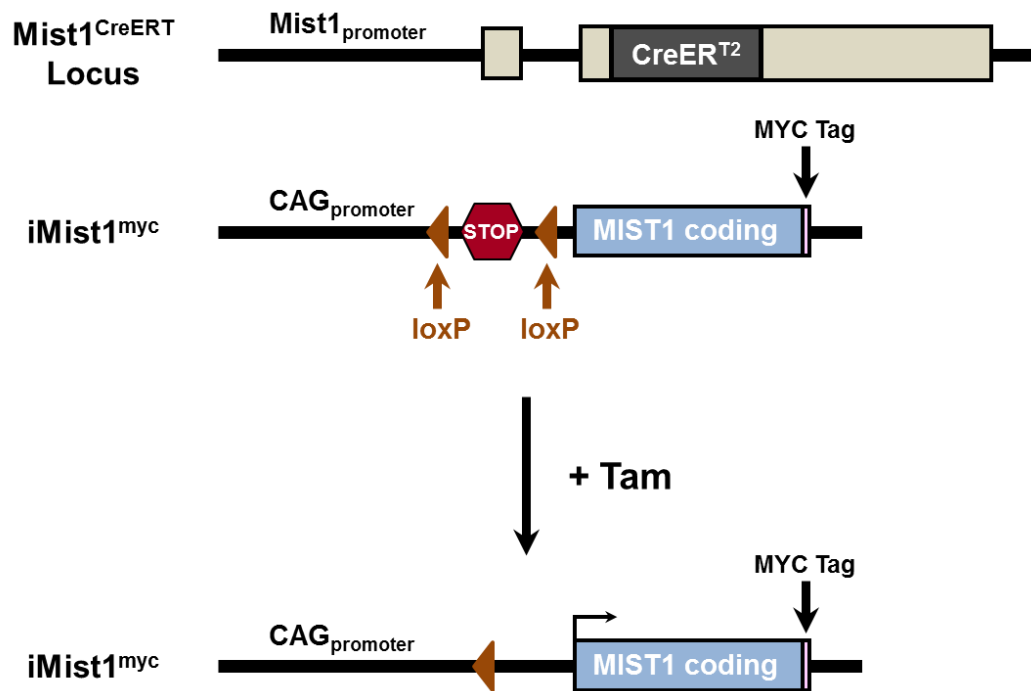 Mist1CreERT
Locus
Mist1promoter
CreERT2
MYC Tag
iMist1myc
CAGpromoter
STOP
MIST1 coding
loxP
loxP
+ Tam
MYC Tag
iMist1myc
CAGpromoter
MIST1 coding